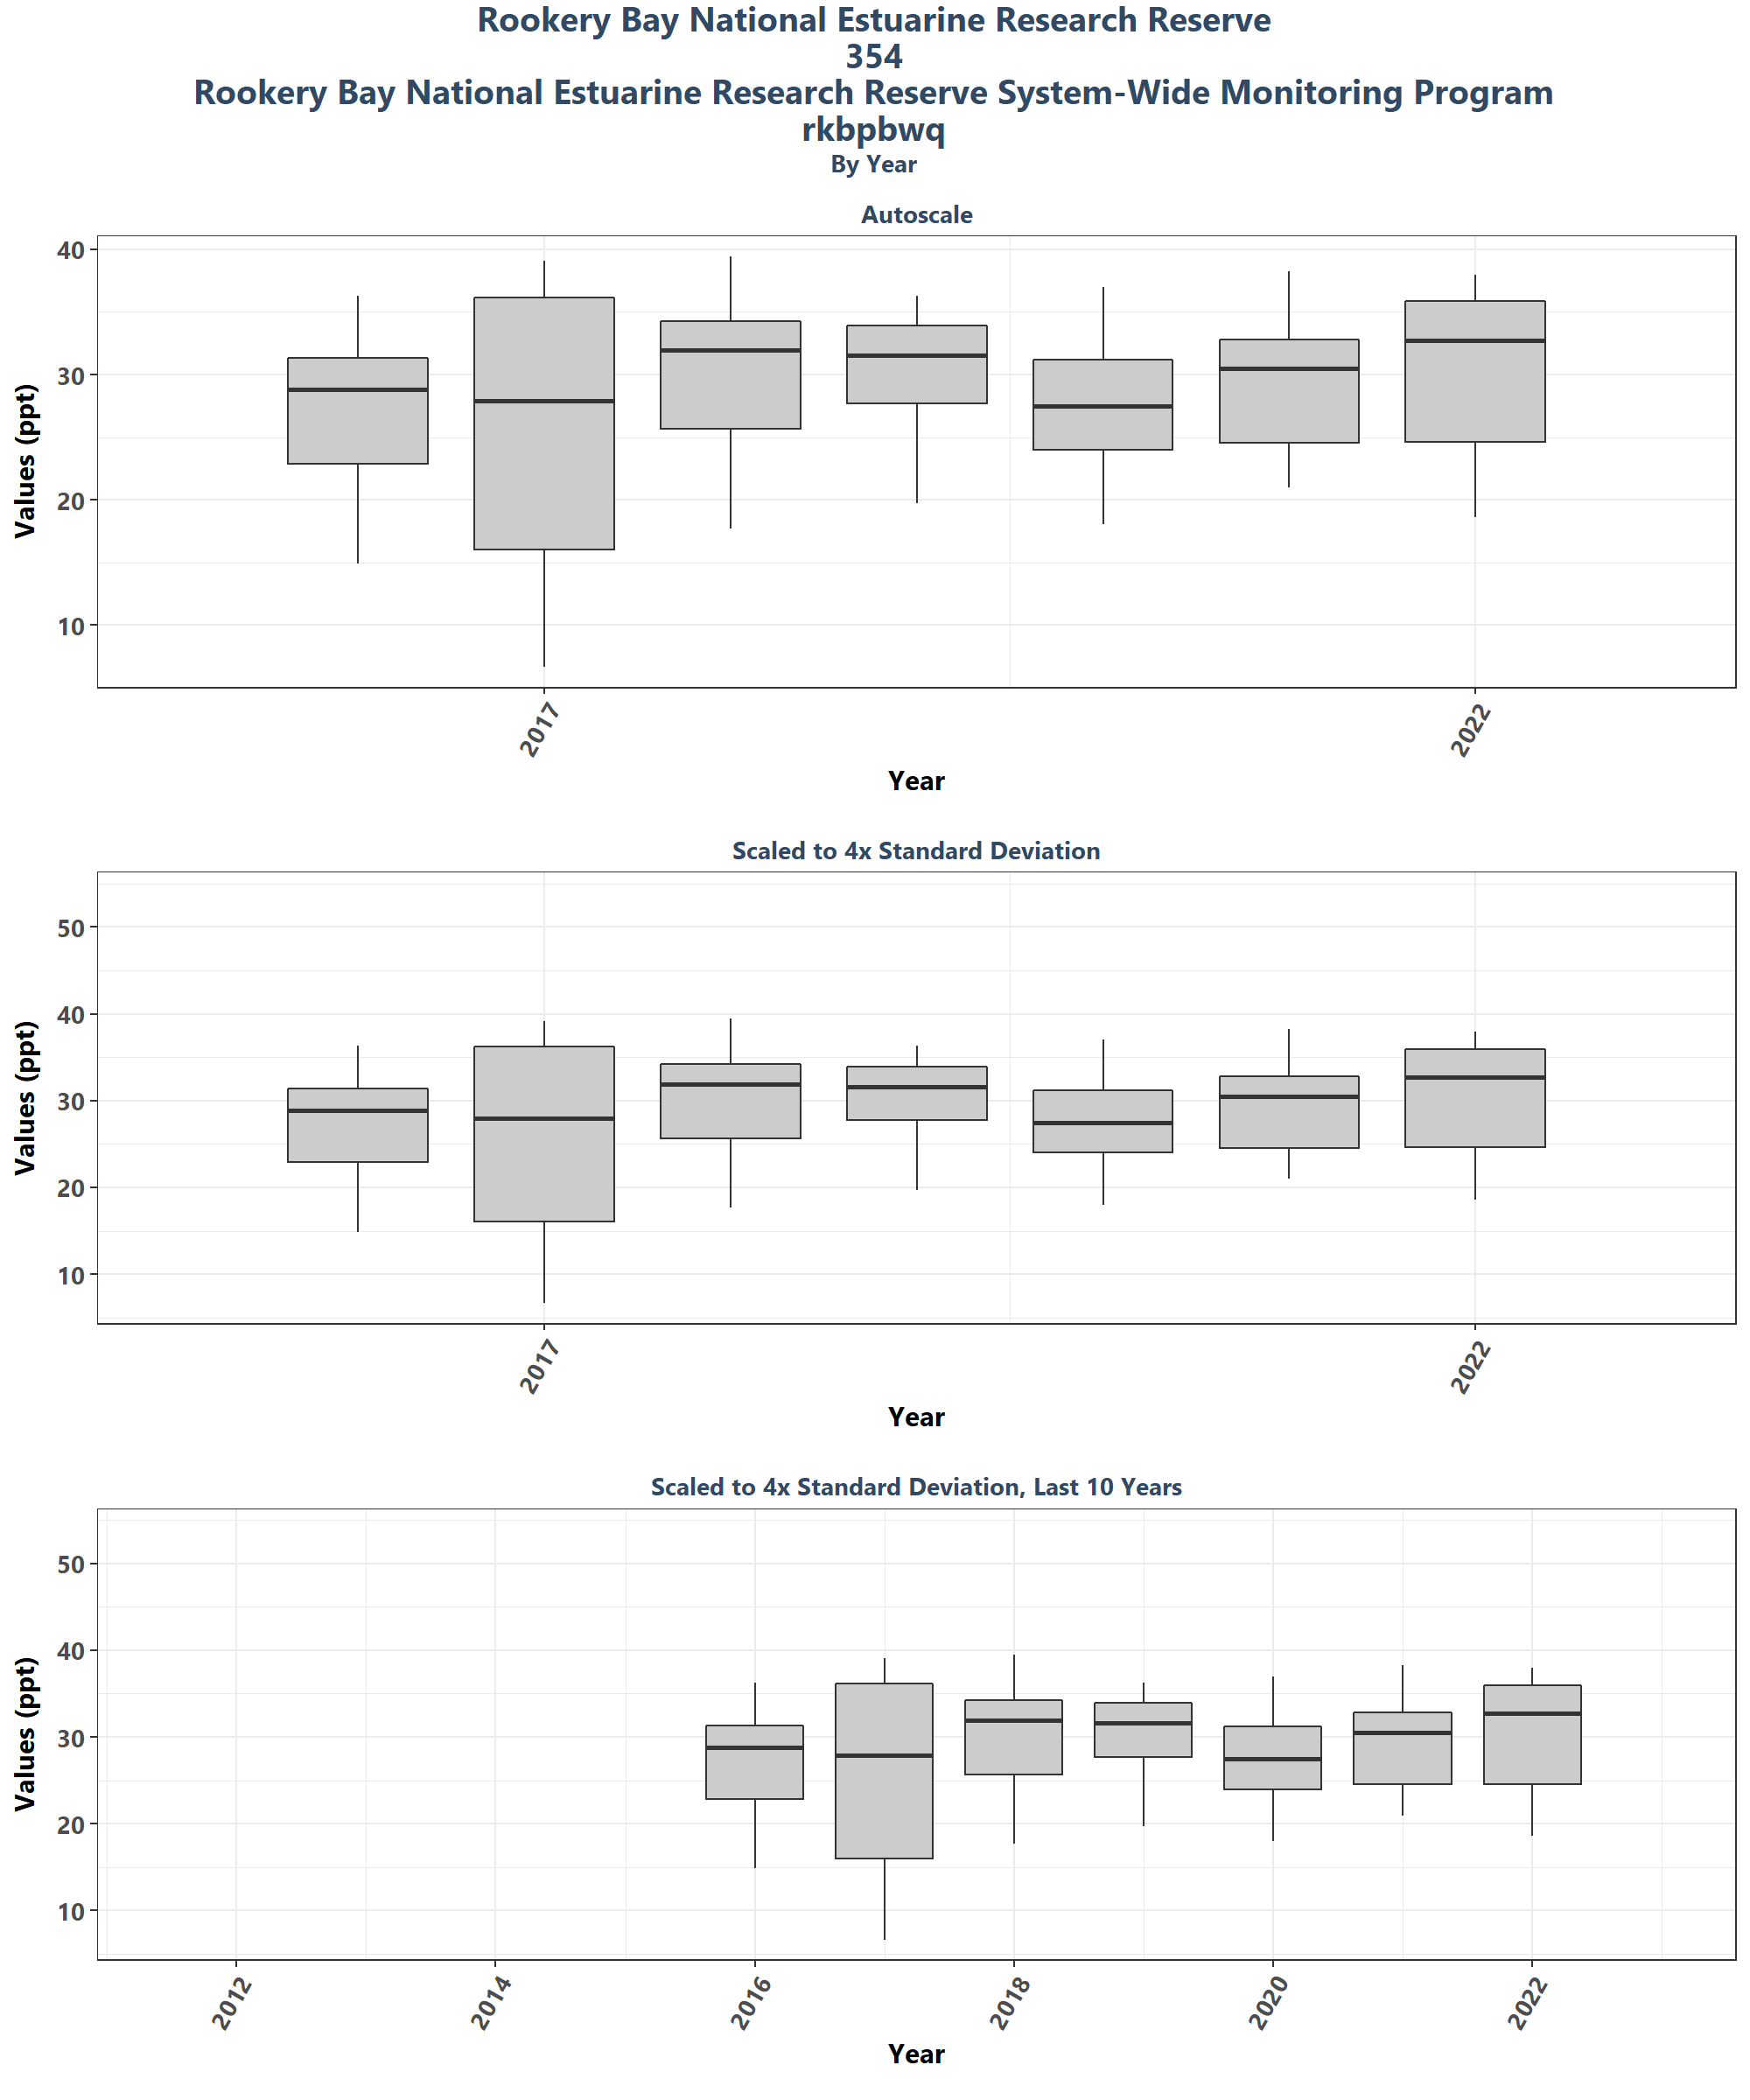 Rookery Bay National Estuarine Research Reserve
354
Rookery Bay National Estuarine Research Reserve System-Wide Monitoring Program
rkbpbwq
By Year
Autoscale
Values (ppt)
40
30
20
10
2017
2022
Year
Scaled to 4x Standard Deviation
Values (ppt)
50
40
30
20
10
2017
2022
Year
Scaled to 4x Standard Deviation, Last 10 Years
Values (ppt)
50
40
30
20
10
2012
2014
2016
2018
2020
2022
Year